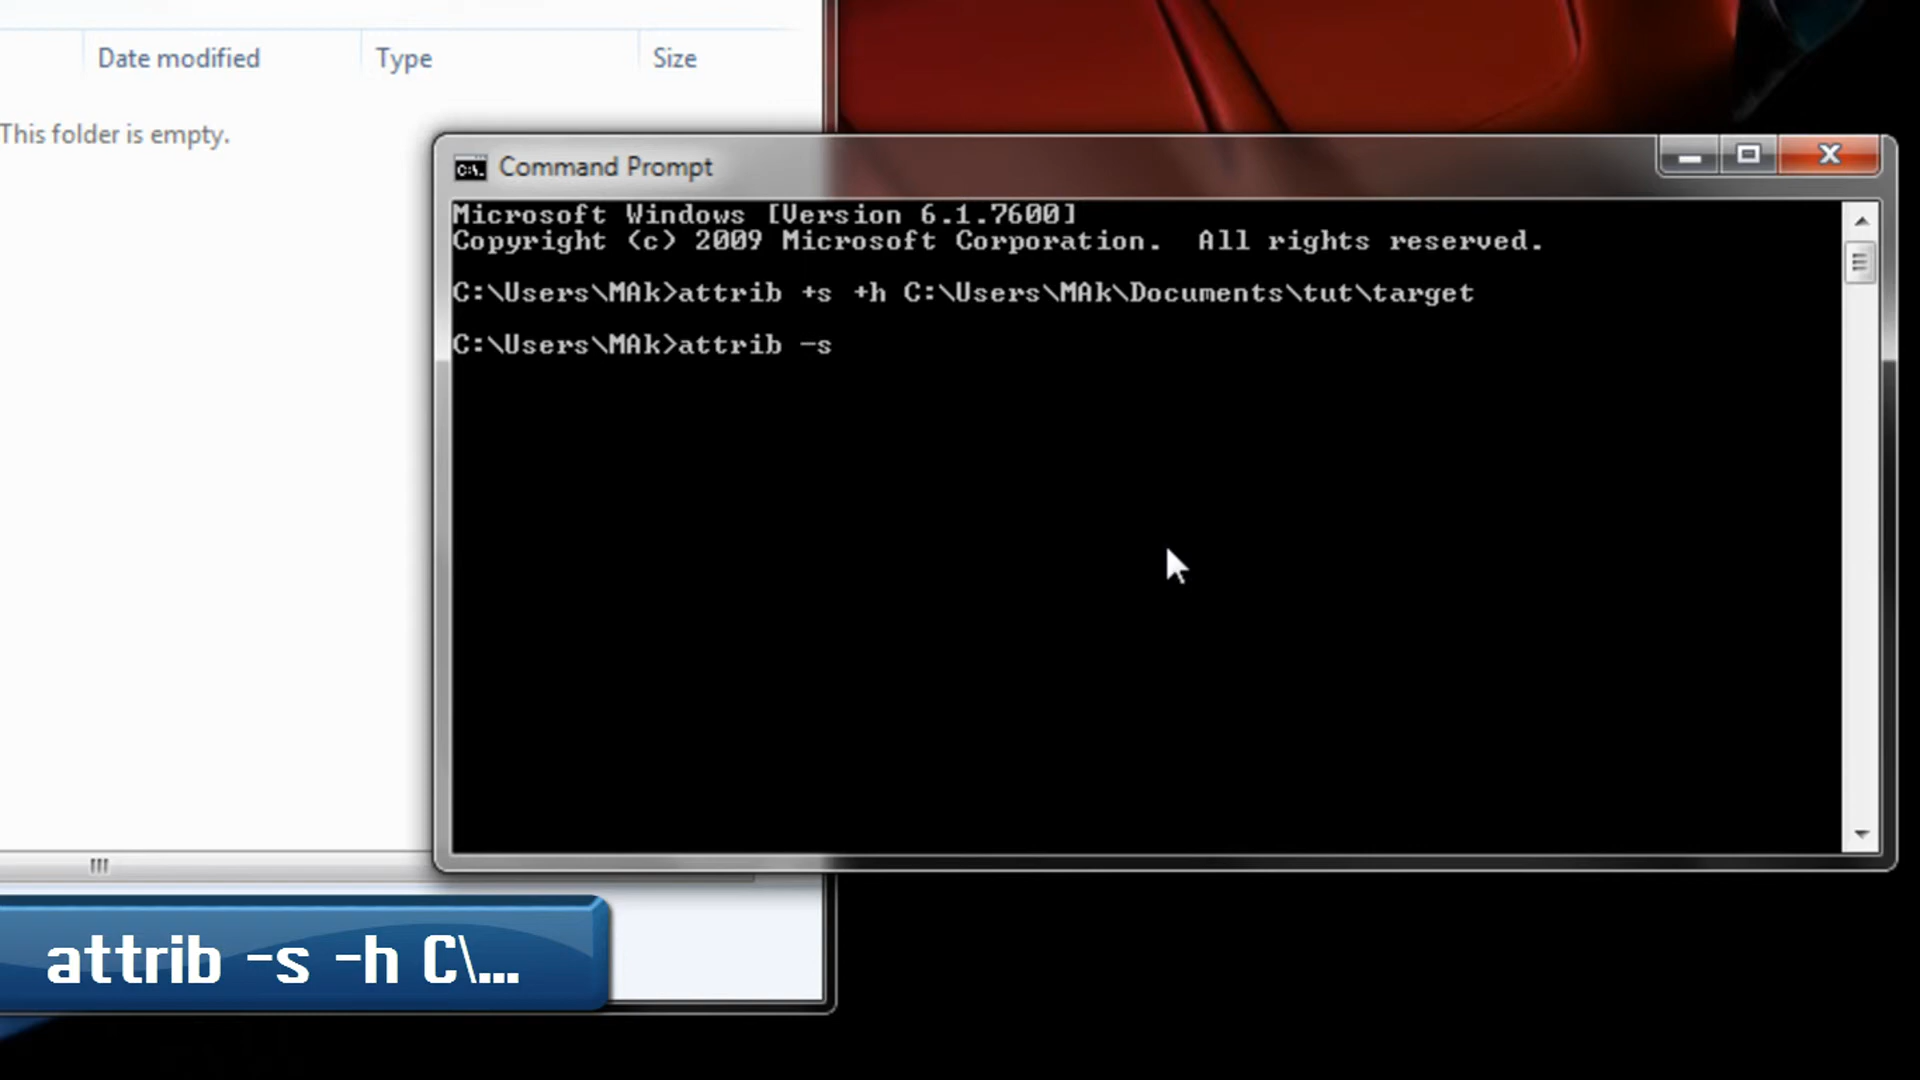 Date modified
Type
Size
This folder is empty.
Command Prompt
Microsoft Windows [Version 6.1.7600]
Copyright (c) 2009 Microsoft Corporation.  All rights reserved.
C:\Users\MAk>attrib +s +h C:\Users\MAk\Documents\tut\target
C:\Users\MAk>attrib -s
attrib -s -h C\...